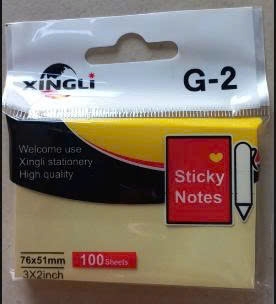 XINGLI
G-2
Welcome use
Xingli stationery
High quality
Sticky
Notes
76x51mm
100 Sheets
3X2inch